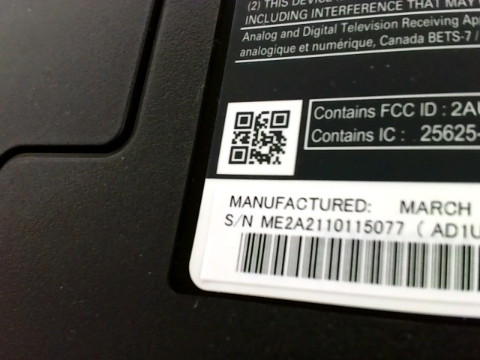 (2) THIS DEVICE
INCLUDING INTERFERENCE THAT MAY
Analog and Digital Television Receiving
analogique et numérique, Canada BETS-7 /
Contains FCC ID : 2AU
Contains IC : 25625-
MANUFACTURED: MARCH
S/N ME2A2110115077 ( AD1U